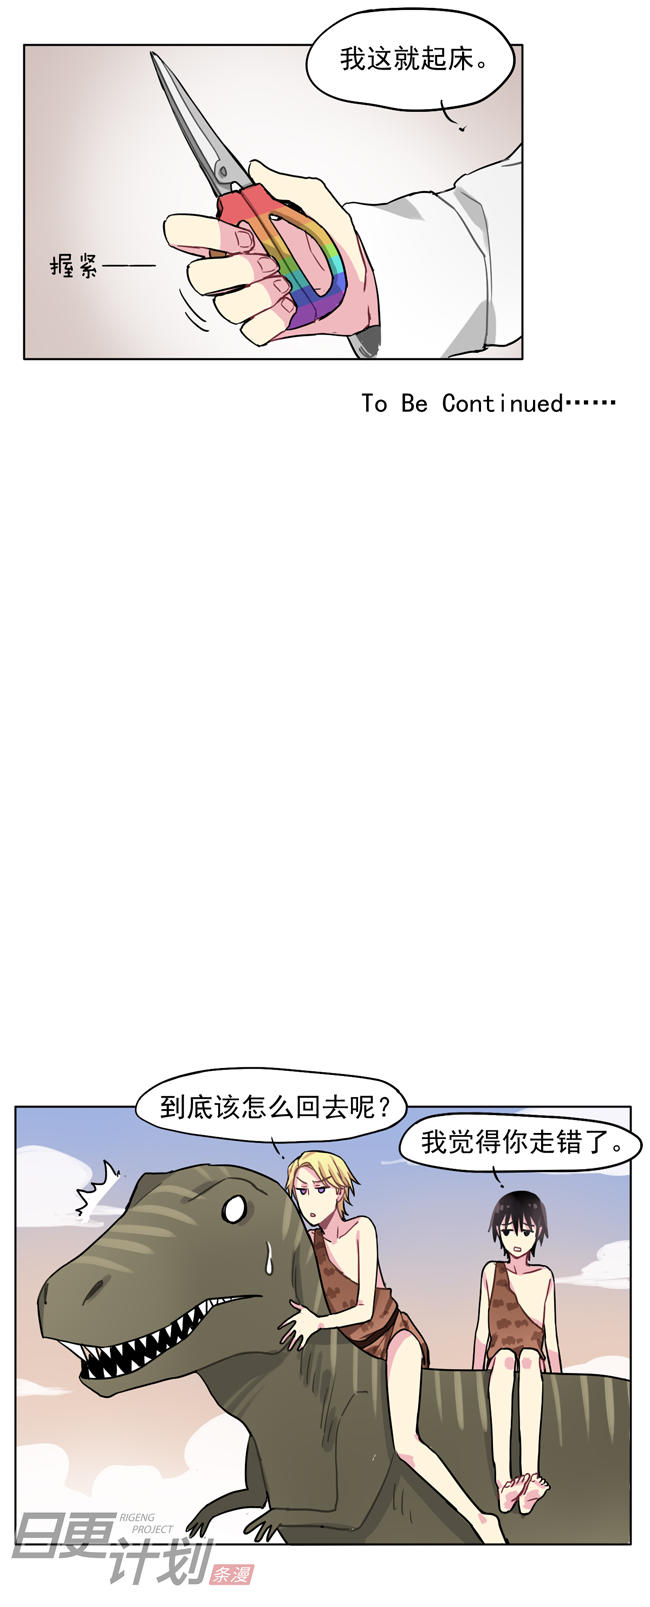 我这就起床。
握紧——
To Be Continued……
到底该怎么回去呢？
我觉得你走错了。
日更计划
RIGENG
PROJECT
条漫